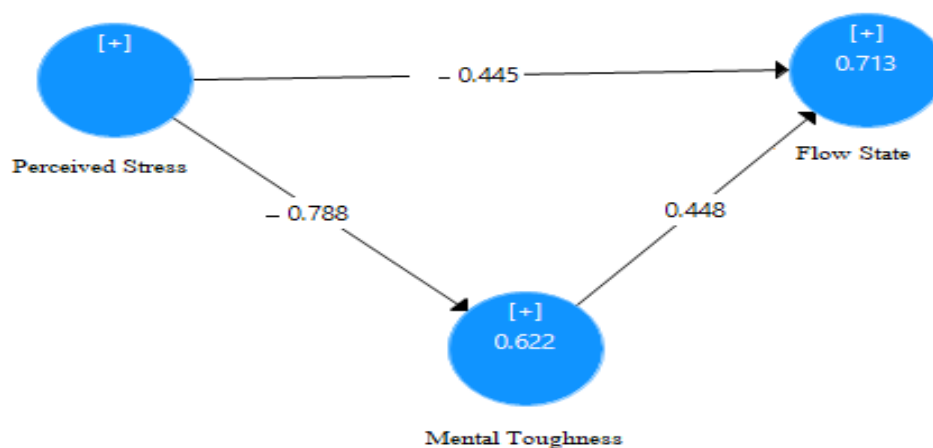 [+]
[+]
0.713
– 0.445
Perceived Stress
Flow State
– 0.788
0.448
[+]
0.622
Mental Toughness